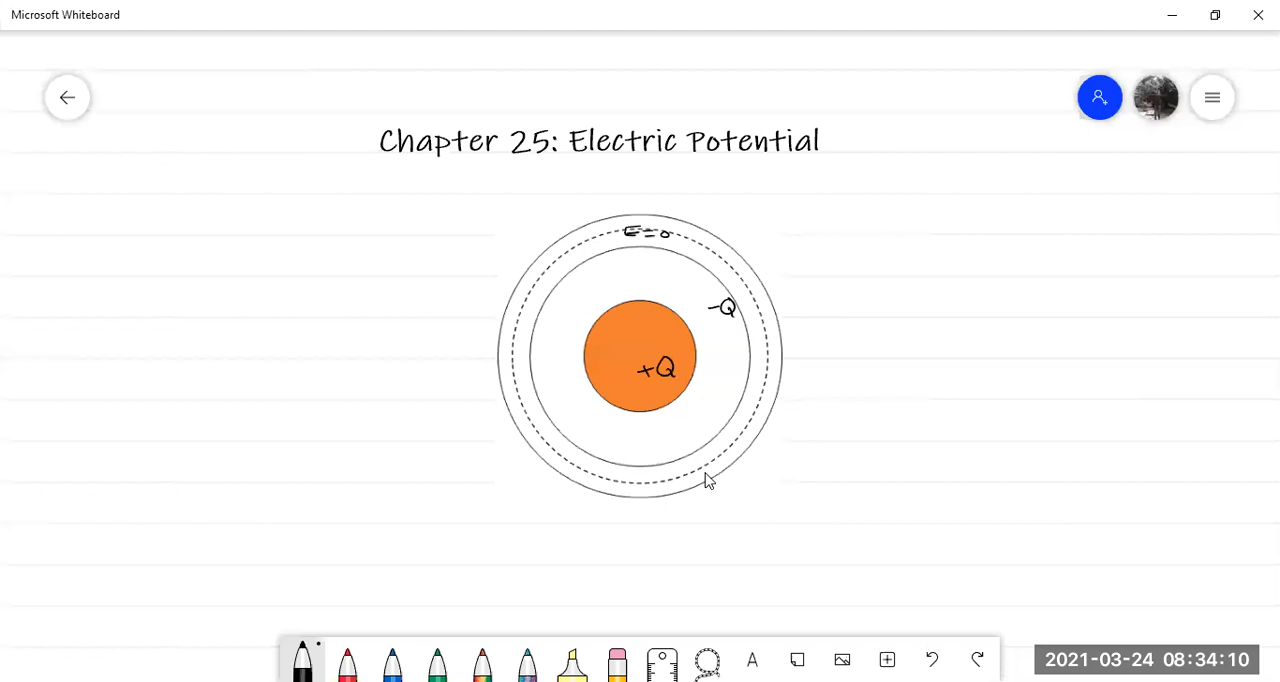 Microsoft Whiteboard
Chapter 25: Electric Potential
E=0
-Q
+Q
A
2021-03-24 08:34:10